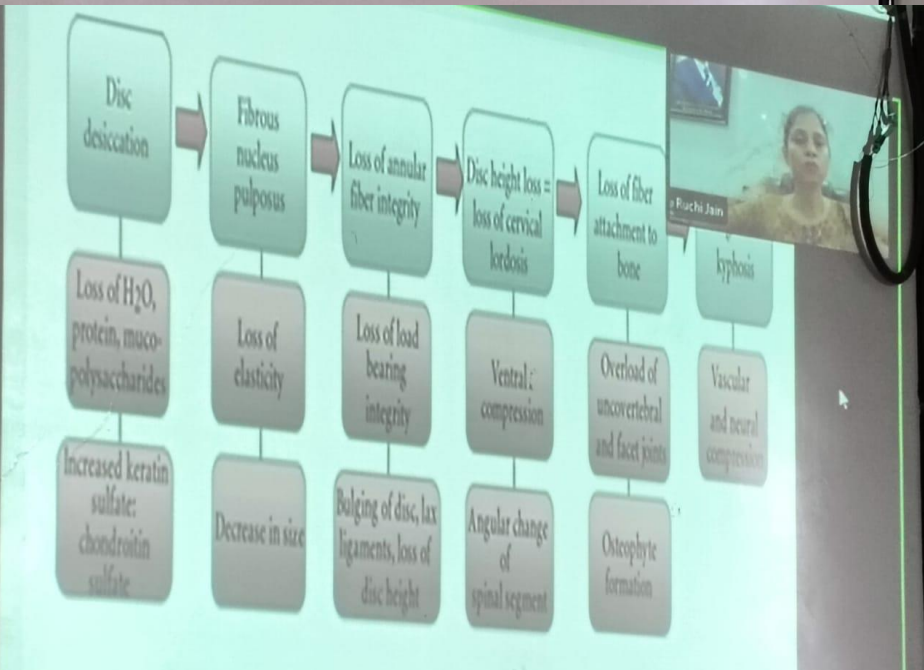 Disc
desiccation
Loss of H₂O,
protein, muco-
polysaccharides
Increased keratin
sulfate:
chondroitin
sulfate
Fibrous
nucleus
pulposus
Loss of
elasticity
Decrease in size
Loss of annular
fiber integrity
Loss of load
bearing
integrity
Bulging of disc, lax
ligaments, loss of
disc height
Disc height loss =
loss of cervical
lordosis
Ventral
compression
Angular change
of
spinal segment
Loss of fiber
attachment to
bone
Overload of
uncovertebral
and facet joints
Osteophyte
formation
kyphosis
Vascular
and neural
compression
Ruchi Jain